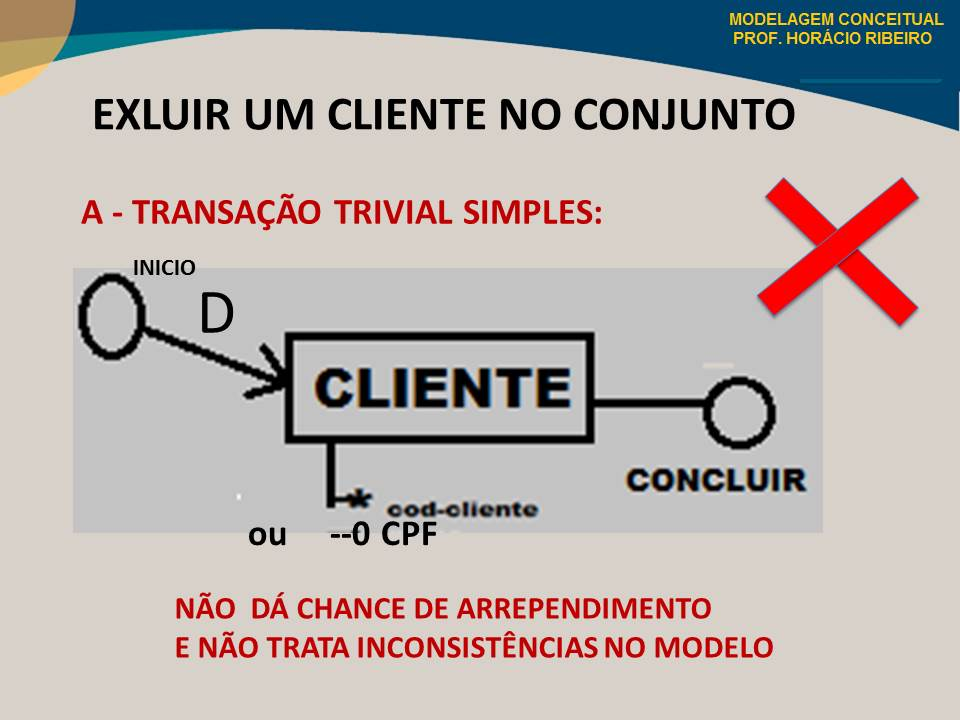 MODELAGEM CONCEITUAL
PROF. HORÁCIO RIBEIRO
EXLUIR UM CLIENTE NO CONJUNTO
A - TRANSAÇÃO TRIVIAL SIMPLES:
INICIO
D
CLIENTE
CONCLUIR
* cod-cliente
ou --0 CPF
NÃO DÁ CHANCE DE ARREPENDIMENTO
E NÃO TRATA INCONSISTÊNCIAS NO MODELO